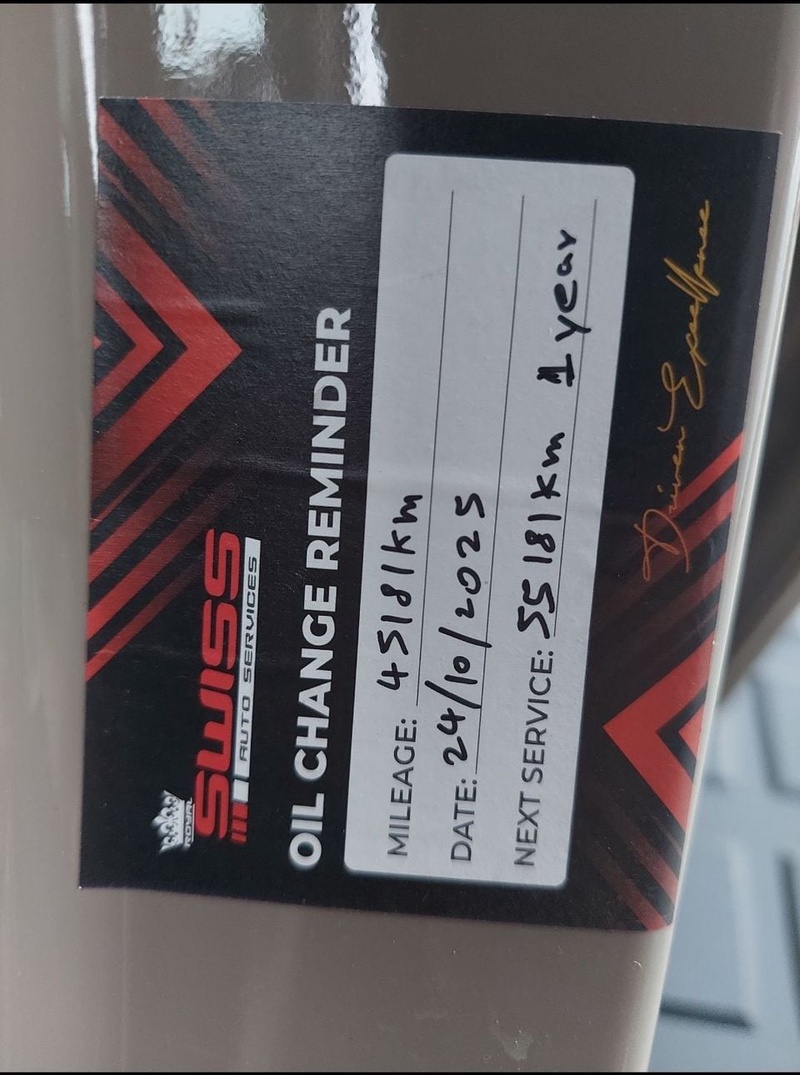 ROYAL
SWISS
AUTO SERVICES
OIL CHANGE REMINDER
MILEAGE: 45181km
DATE: 24/10/2025
NEXT SERVICE: 55181km 1 year
Driven Excellence